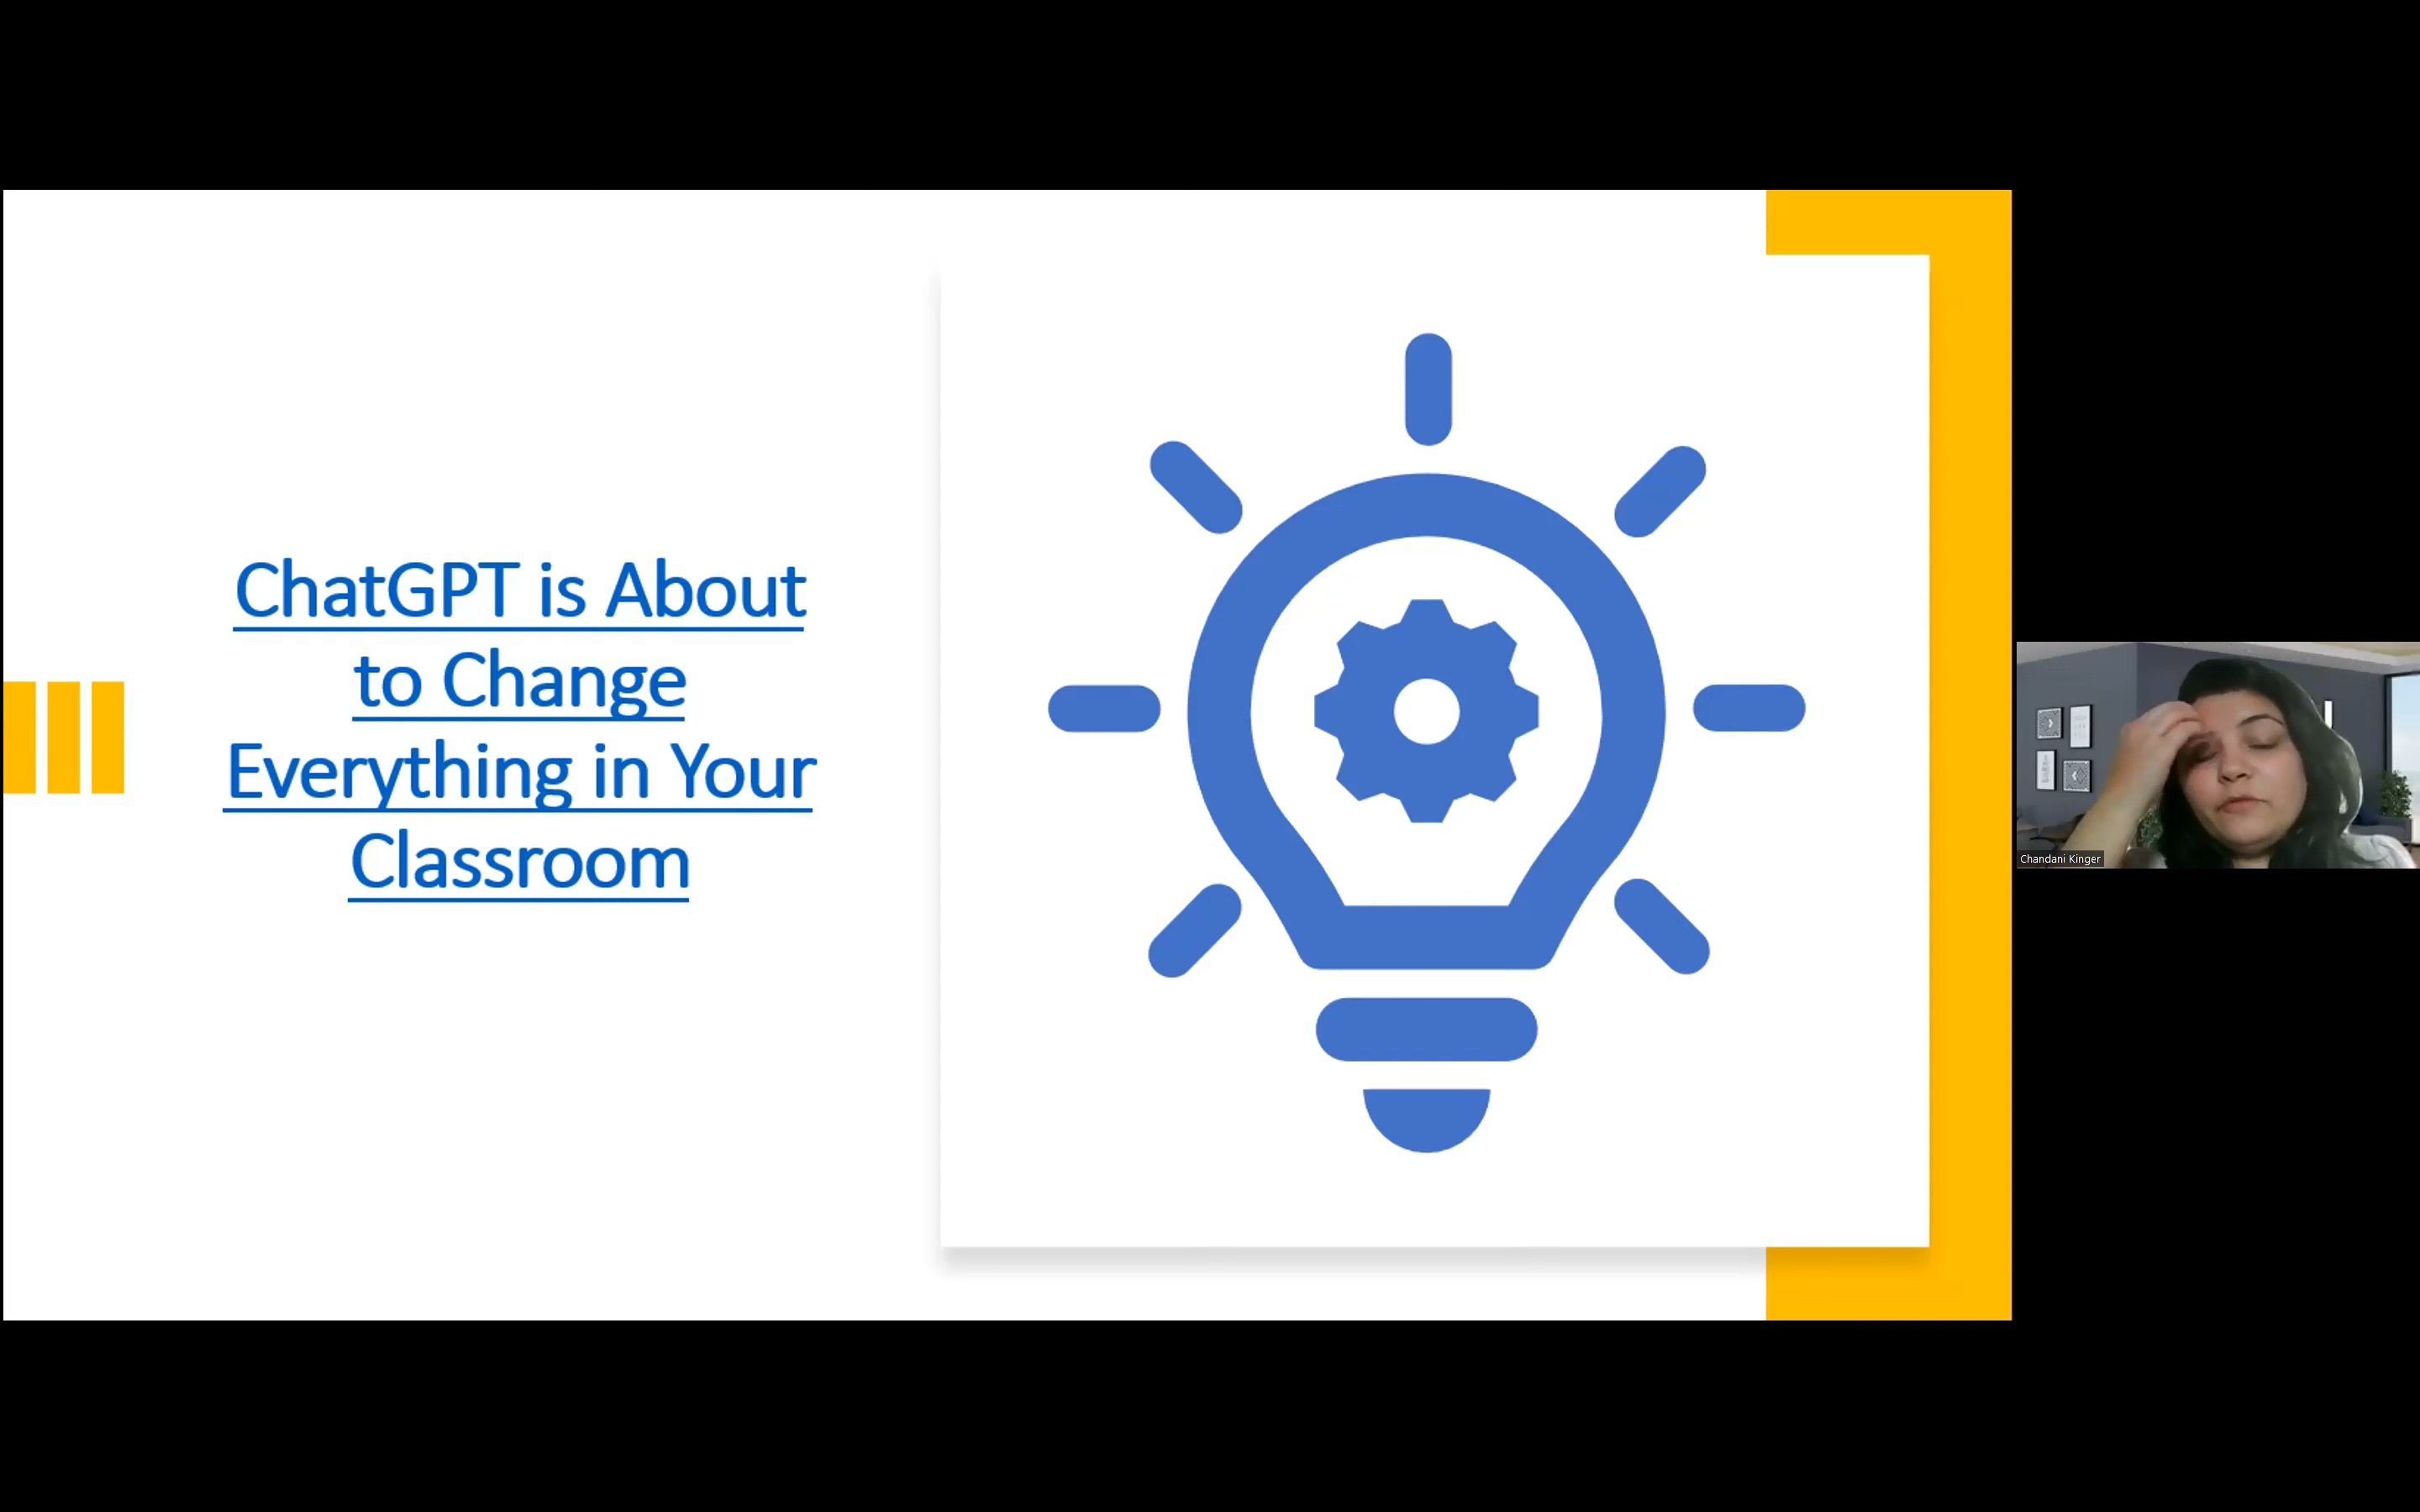 ChatGPT is About
to Change
Everything in Your
Classroom
Chandani Kinger